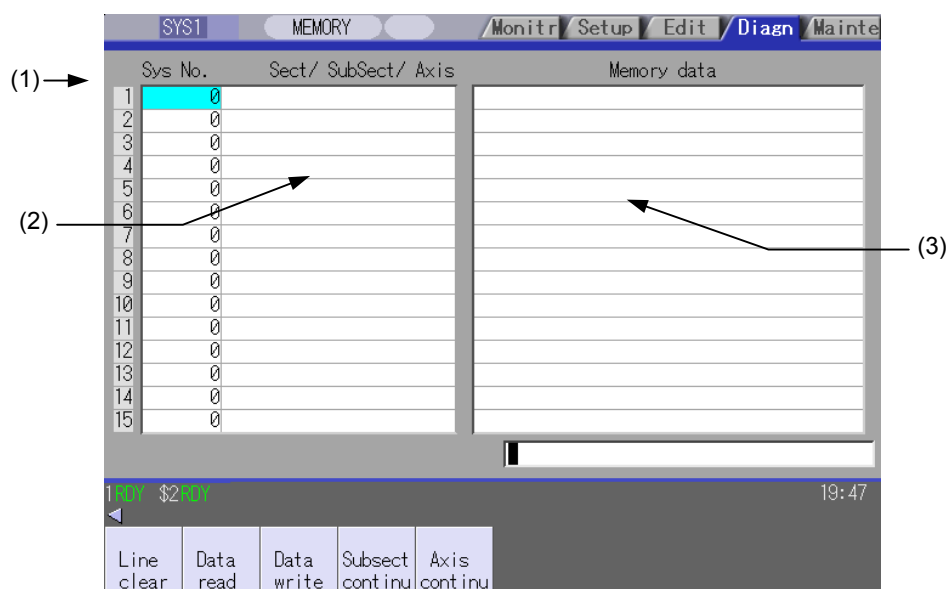 SYS1 MEMORY Monitr Setup Edit Diagn Mainte
(1) Sys No. Sect/ SubSect/ Axis Memory data
1 0
2 0
3 0
4 0
5 0
(2) 6 0
7 0 (3)
8 0
9 0
10 0
11 0
12 0
13 0
14 0
15 0
1RDY $2RDY 19:47
Line clear
Data read
Data write
Subsect continu
Axis continu